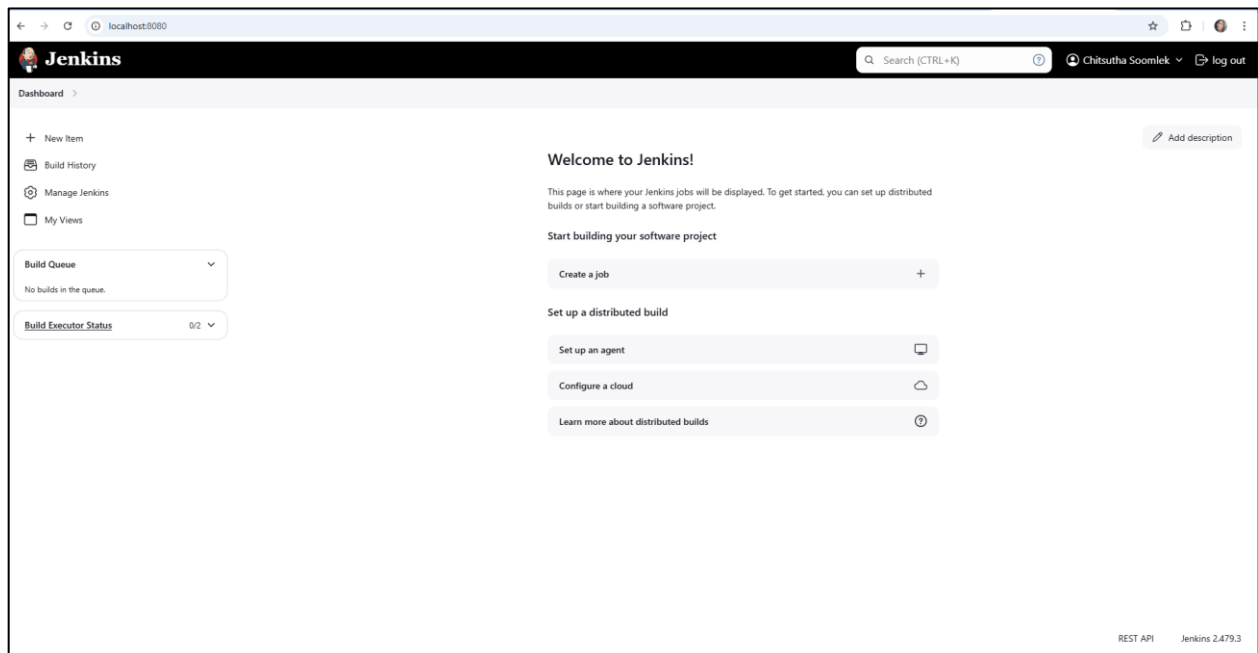 localhost:8080
Jenkins
Search (CTRL+K)
Chitsutha Soomlek
log out
Dashboard
New Item
Build History
Manage Jenkins
My Views
Build Queue
No builds in the queue.
Build Executor Status 0/2
Add description
Welcome to Jenkins!
This page is where your Jenkins jobs will be displayed. To get started, you can set up distributed
builds or start building a software project.
Start building your software project
Create a job
Set up a distributed build
Set up an agent
Configure a cloud
Learn more about distributed builds
REST API
Jenkins 2.479.3